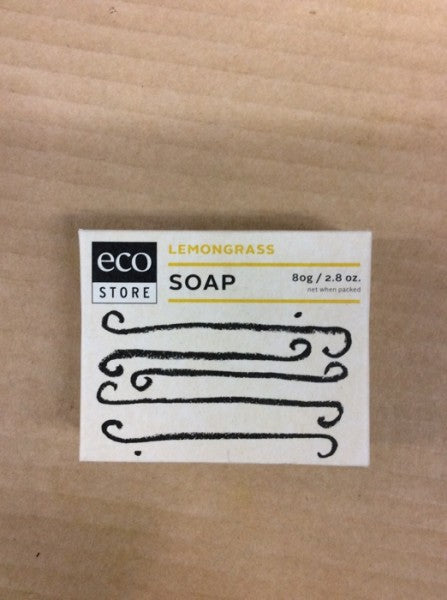 eco
STORE
LEMONGRASS
SOAP
80g / 2.8 oz.
net when packed